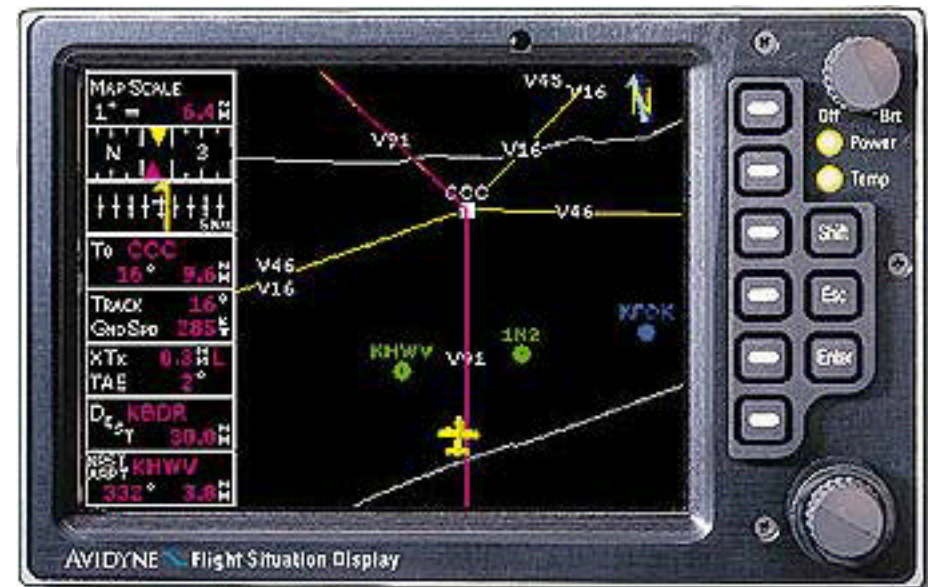 MAP SCALE
1" = 6.4 NM
N 3
5NM
TO CCC
16° 9.6 NM
TRACK 16°
GND SPD 285 KT
XTK 0.3 NM L
TAE 2°
DEST KBDR
30.0 NM
NRST ARPT KHWV
332° 3.8 NM
V45 V16
N
V91
V16
CCC
V46
V46
V16
KHWV
V91
1N2
KFOK
Off Brt
Power
Temp
Shift
Esc
Enter
AVIDYNE Flight Situation Display